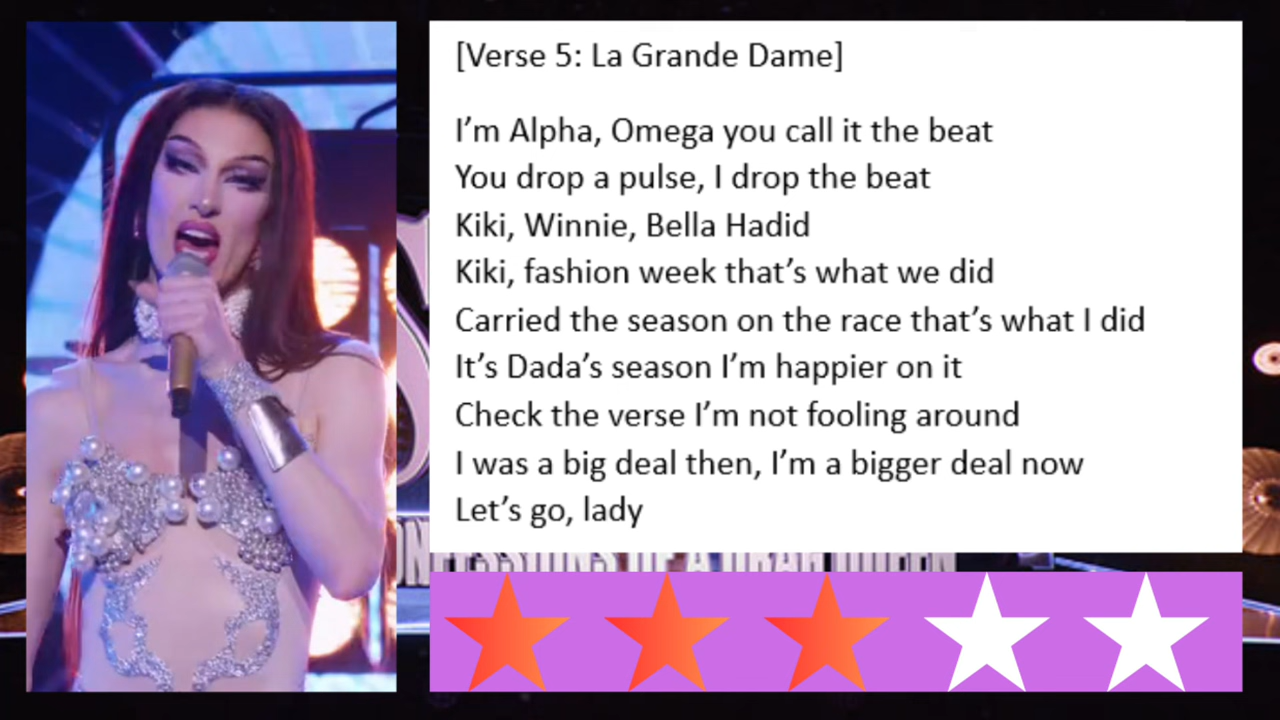 [Verse 5: La Grande Dame]
I’m Alpha, Omega you call it the beat
You drop a pulse, I drop the beat
Kiki, Winnie, Bella Hadid
Kiki, fashion week that’s what we did
Carried the season on the race that’s what I did
It’s Dada’s season I’m happier on it
Check the verse I’m not fooling around
I was a big deal then, I’m a bigger deal now
Let’s go, lady
OF A DRAG QUEEN